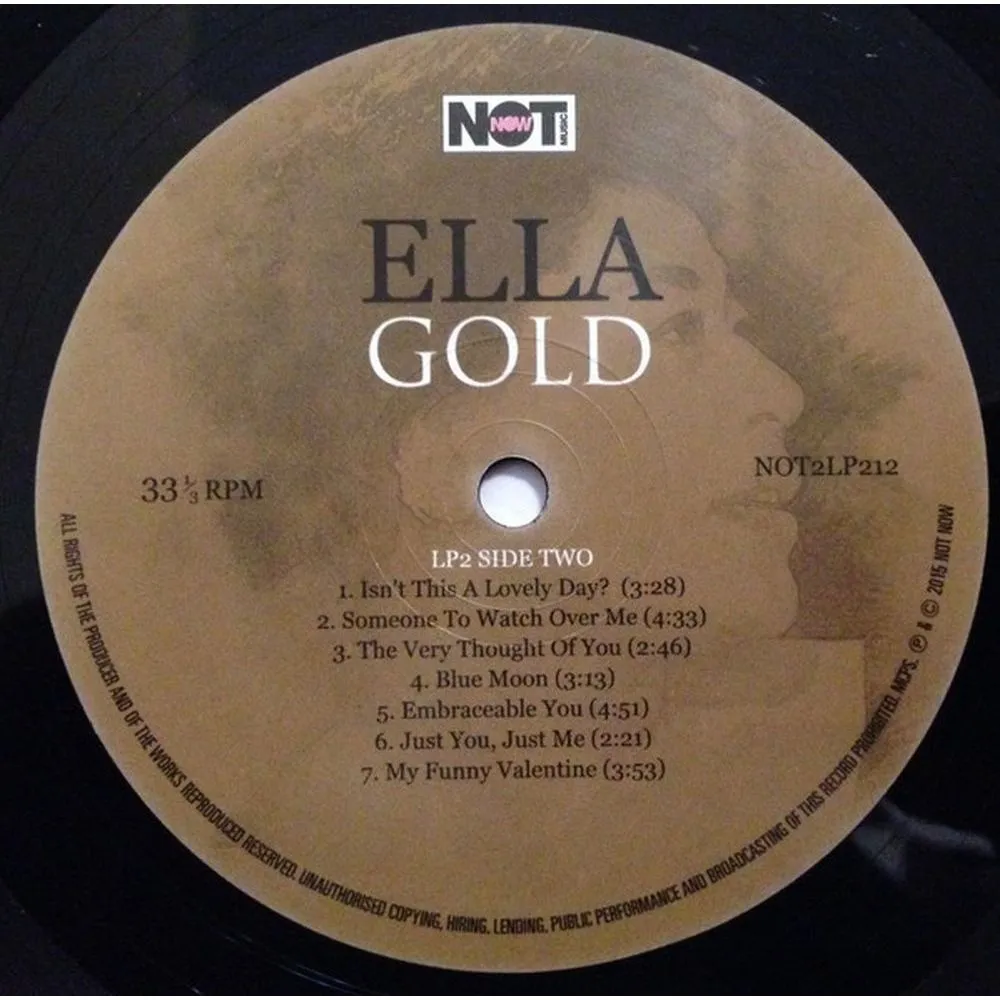 NOT NOW MUSIC
ELLA
GOLD
33 1/3 RPM
NOT2LP212
LP2 SIDE TWO
1. Isn't This A Lovely Day? (3:28)
2. Someone To Watch Over Me (4:33)
3. The Very Thought Of You (2:46)
4. Blue Moon (3:13)
5. Embraceable You (4:51)
6. Just You, Just Me (2:21)
7. My Funny Valentine (3:53)
ALL RIGHTS OF THE PRODUCER AND OF THE WORKS REPRODUCED RESERVED. UNAUTHORISED COPYING, HIRING, LENDING, PUBLIC PERFORMANCE AND BROADCASTING OF THIS RECORD PROHIBITED. MCPS. ℗ & © 2015 NOT NOW